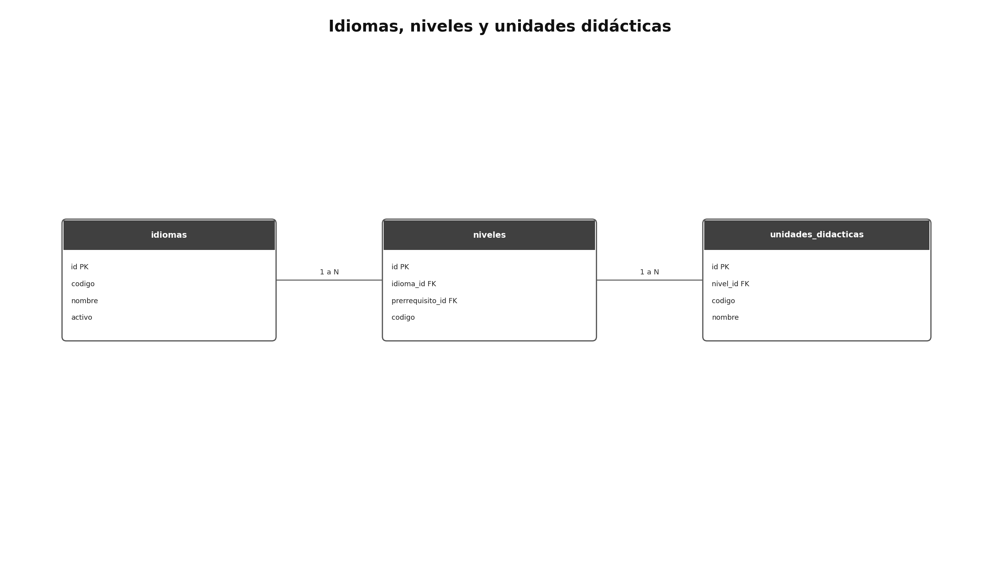 Idiomas, niveles y unidades didácticas
idiomas
id PK
codigo
nombre
activo
1 a N
niveles
id PK
idioma_id FK
prerrequisito_id FK
codigo
1 a N
unidades_didacticas
id PK
nivel_id FK
codigo
nombre